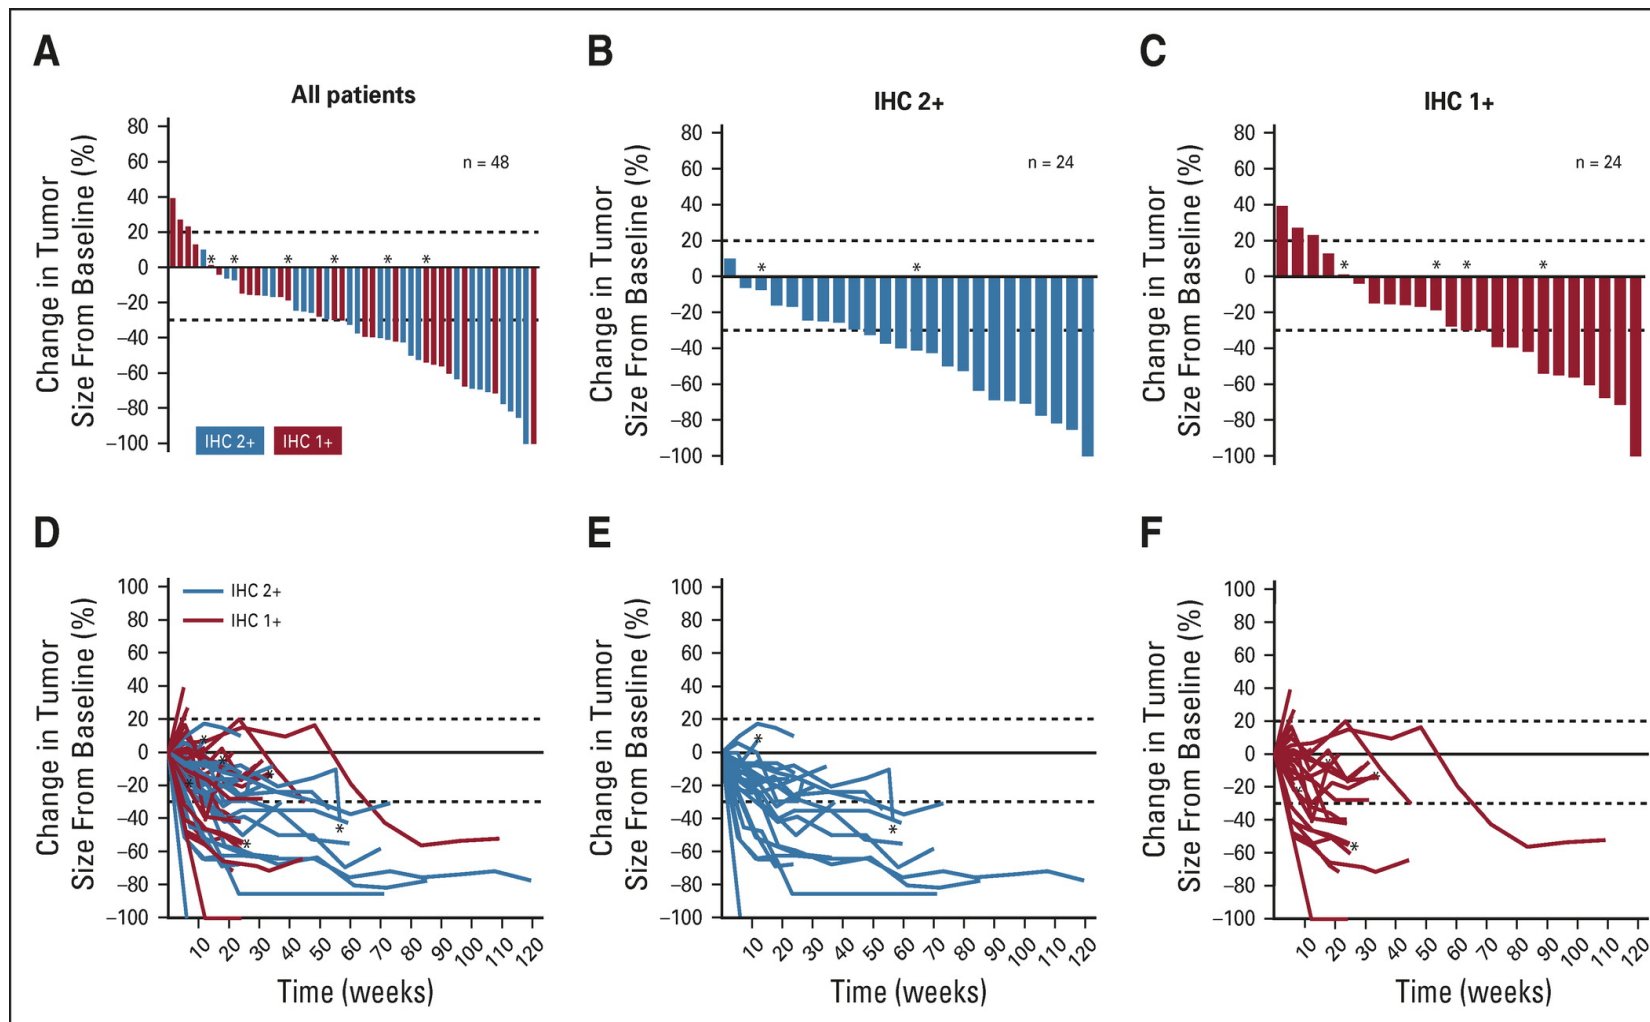 A
All patients
Change in Tumor
Size From Baseline (%)
80
60
40
20
0
–20
–40
–60
–80
–100
n = 48
* * * * * *
IHC 2+ IHC 1+
B
IHC 2+
Change in Tumor
Size From Baseline (%)
80
60
40
20
0
–20
–40
–60
–80
–100
n = 24
* *
C
IHC 1+
Change in Tumor
Size From Baseline (%)
80
60
40
20
0
–20
–40
–60
–80
–100
n = 24
* * * *
D
Change in Tumor
Size From Baseline (%)
100
80
60
40
20
0
–20
–40
–60
–80
–100
IHC 2+
IHC 1+
* * * * * *
10 20 30 40 50 60 70 80 90 100 110 120
Time (weeks)
E
Change in Tumor
Size From Baseline (%)
100
80
60
40
20
0
–20
–40
–60
–80
–100
* *
10 20 30 40 50 60 70 80 90 100 110 120
Time (weeks)
F
Change in Tumor
Size From Baseline (%)
100
80
60
40
20
0
–20
–40
–60
–80
–100
* * * *
10 20 30 40 50 60 70 80 90 100 110 120
Time (weeks)